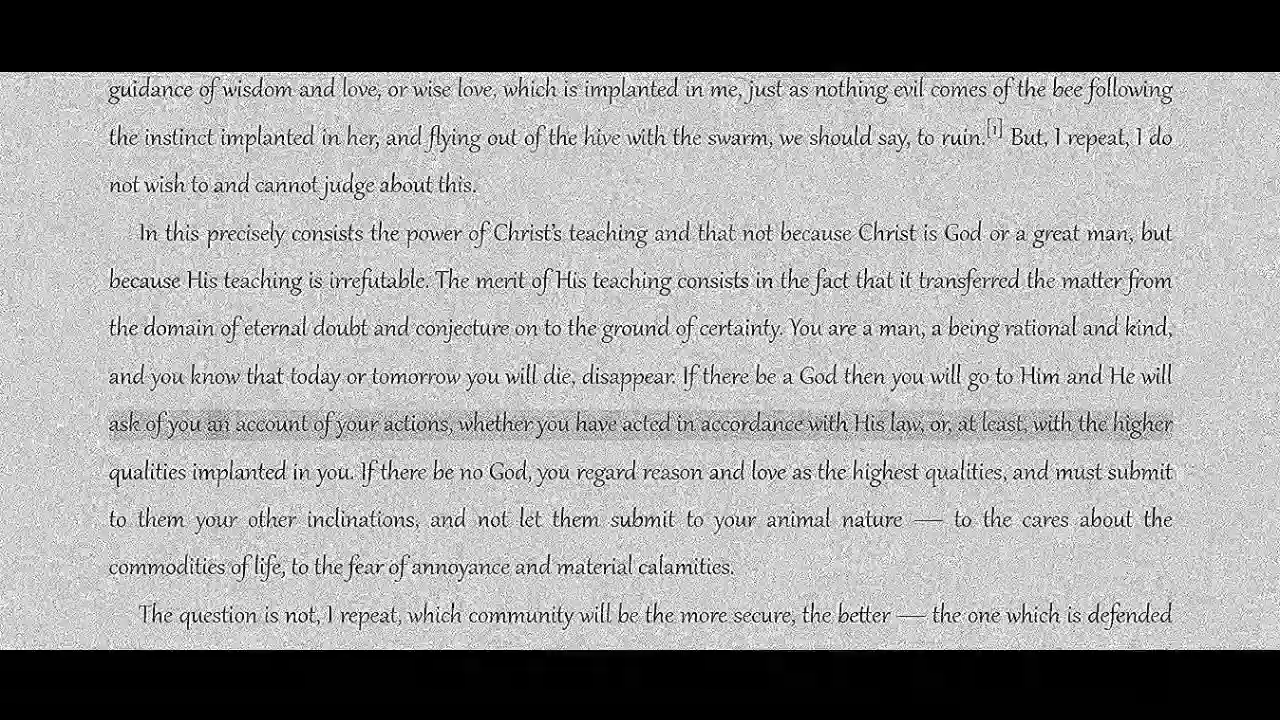 guidance of wisdom and love, or wise love, which is implanted in me, just as nothing evil comes of the bee following
the instinct implanted in her, and flying out of the hive with the swarm, we should say, to ruin.[1] But, I repeat, I do
not wish to and cannot judge about this.
In this precisely consists the power of Christ's teaching and that not because Christ is God or a great man, but
because His teaching is irrefutable. The merit of His teaching consists in the fact that it transferred the matter from
the domain of eternal doubt and conjecture on to the ground of certainty. You are a man, a being rational and kind,
and you know that today or tomorrow you will die, disappear. If there be a God then you will go to Him and He will
ask of you an account of your actions, whether you have acted in accordance with His law, or, at least, with the higher
qualities implanted in you. If there be no God, you regard reason and love as the highest qualities, and must submit
to them your other inclinations, and not let them submit to your animal nature — to the cares about the
commodities of life, to the fear of annoyance and material calamities.
The question is not, I repeat, which community will be the more secure, the better — the one which is defended